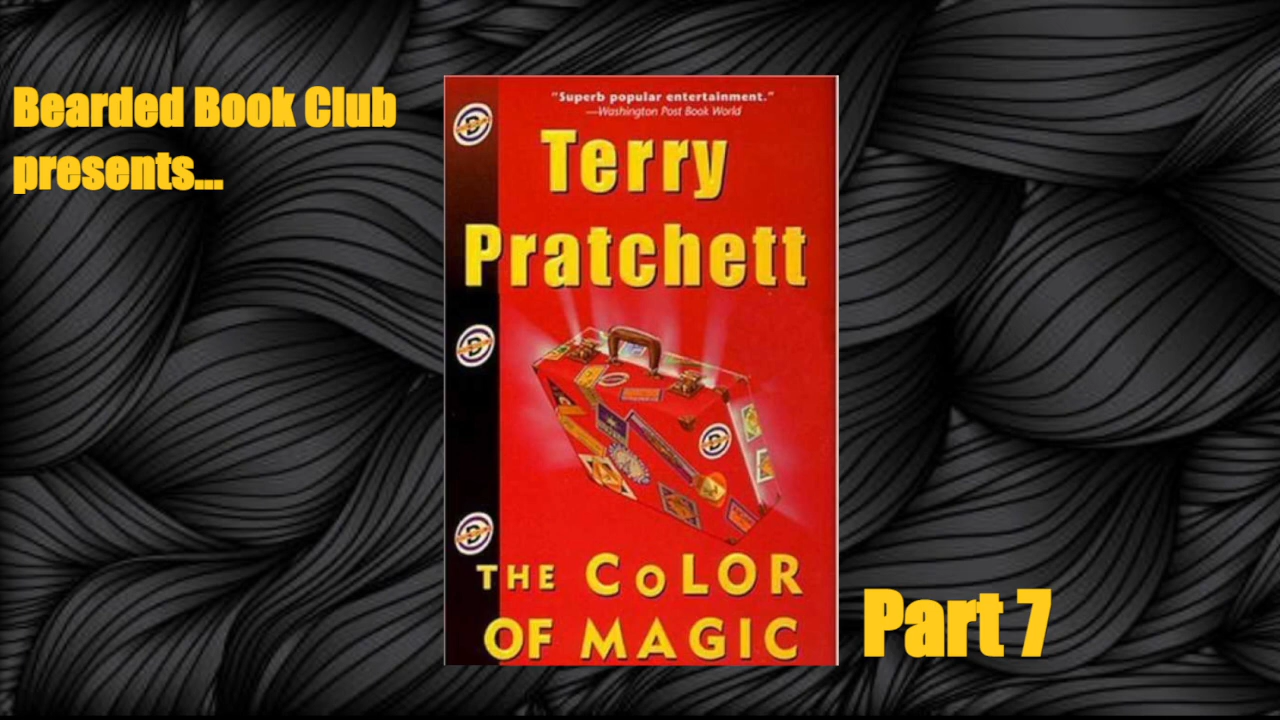 Bearded Book Club
presents...
"Superb popular entertainment."
—Washington Post Book World
Terry
Pratchett
THE CoLOR
OF MAGIC
Part 7